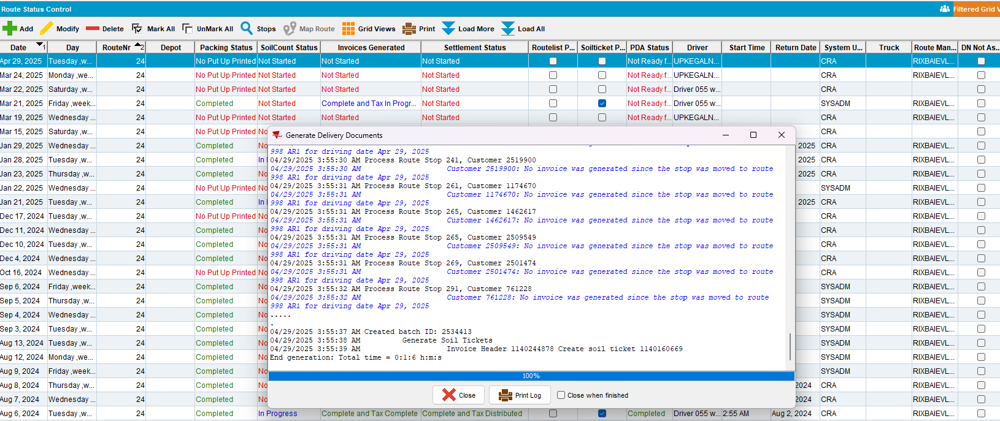 Route Status Control Filtered Grid V
Add Modify Delete Mark All UnMark All Stops Map Route Grid Views Print Load More Load All
Date 1 Day RouteNr 2 Depot Packing Status SoilCount Status Invoices Generated Settlement Status Routelist P... Soilticket P... PDA Status Driver Start Time Return Date System U... Truck Route Man... DN Not As...
Apr 29, 2025 Tuesday ,w... 24 No Put Up Printed Not Started Not Started Not Started Not Ready f... UPKEGALN... CRA RIXBAIEVL...
Mar 24, 2025 Monday ,we... 24 No Put Up Printed Not Started Not Started Not Started Not Ready f... UPKEGALN... CRA RIXBAIEVL...
Mar 22, 2025 Saturday ,w... 24 No Put Up Printed Not Started Not Started Not Started Not Ready f... Driver 055 w... CRA
Mar 21, 2025 Friday ,week... 24 Completed Not Started Complete and Tax In Progr... Not Started Not Ready f... Driver 055 w... SYSADM RIXBAIEVL...
Mar 19, 2025 Wednesday ... 24 No Put Up Printed Not Started Not Started Not Started Not Ready f... UPKEGALN... CRA RIXBAIEVL...
Mar 15, 2025 Saturday ,w... 24 No Put Up Printed CRA
Jan 29, 2025 Wednesday ... 24 Completed No 2025 CRA RIXBAIEVL...
Jan 28, 2025 Tuesday ,w... 24 Completed In 2025 CRA RIXBAIEVL...
Jan 23, 2025 Thursday ,w... 24 Completed No 2025 CRA RIXBAIEVL...
Jan 22, 2025 Wednesday ... 24 No Put Up Printed No SYSADM RIXBAIEVL...
Jan 21, 2025 Tuesday ,w... 24 Completed In 2025 CRA RIXBAIEVL...
Dec 17, 2024 Tuesday ,w... 24 No Put Up Printed No CRA RIXBAIEVL...
Dec 11, 2024 Wednesday ... 24 Completed No CRA RIXBAIEVL...
Dec 10, 2024 Tuesday ,w... 24 Completed No CRA RIXBAIEVL...
Dec 4, 2024 Wednesday ... 24 Completed No CRA RIXBAIEVL...
Oct 16, 2024 Wednesday ... 24 No Put Up Printed No CRA RIXBAIEVL...
Sep 6, 2024 Friday ,week... 24 Completed No SYSADM RIXBAIEVL...
Sep 5, 2024 Thursday ,w... 24 Completed No SYSADM RIXBAIEVL...
Sep 4, 2024 Wednesday ... 24 Completed No SYSADM RIXBAIEVL...
Sep 3, 2024 Tuesday ,w... 24 Completed No SYSADM RIXBAIEVL...
Aug 13, 2024 Tuesday ,w... 24 Completed No SYSADM RIXBAIEVL...
Aug 12, 2024 Monday ,we... 24 Completed No SYSADM RIXBAIEVL...
Aug 9, 2024 Friday ,week... 24 Completed No SYSADM RIXBAIEVL...
Aug 8, 2024 Thursday ,w... 24 Completed No 2024 CRA RIXBAIEVL...
Aug 7, 2024 Wednesday ... 24 Completed No 2024 CRA RIXBAIEVL...
Aug 6, 2024 Tuesday ,w... 24 Completed In Progress Complete and Tax Complete Complete and Tax Distributed Completed Driver 055 w... 2:55 AM Aug 2, 2024 CRA RIXBAIEVL...
Generate Delivery Documents
998 AR1 for driving date Apr 29, 2025
04/29/2025 3:55:30 AM Process Route Stop 241, Customer 2519900
04/29/2025 3:55:30 AM Customer 2519900: No invoice was generated since the stop was moved to route
998 AR1 for driving date Apr 29, 2025
04/29/2025 3:55:31 AM Process Route Stop 261, Customer 1174670
04/29/2025 3:55:31 AM Customer 1174670: No invoice was generated since the stop was moved to route
998 AR1 for driving date Apr 29, 2025
04/29/2025 3:55:31 AM Process Route Stop 265, Customer 1462617
04/29/2025 3:55:31 AM Customer 1462617: No invoice was generated since the stop was moved to route
998 AR1 for driving date Apr 29, 2025
04/29/2025 3:55:31 AM Process Route Stop 265, Customer 2509549
04/29/2025 3:55:31 AM Customer 2509549: No invoice was generated since the stop was moved to route
998 AR1 for driving date Apr 29, 2025
04/29/2025 3:55:31 AM Process Route Stop 269, Customer 2501474
04/29/2025 3:55:31 AM Customer 2501474: No invoice was generated since the stop was moved to route
998 AR1 for driving date Apr 29, 2025
04/29/2025 3:55:32 AM Process Route Stop 291, Customer 761228
04/29/2025 3:55:32 AM Customer 761228: No invoice was generated since the stop was moved to route
998 AR1 for driving date Apr 29, 2025
.....
.
04/29/2025 3:55:37 AM Created batch ID: 2534413
04/29/2025 3:55:38 AM Generate Soil Tickets
04/29/2025 3:55:39 AM Invoice Header 1140244878 Create soil ticket 1140160669
End generation: Total time = 0:1:6 h:m:s
100%
Close Print Log Close when finished